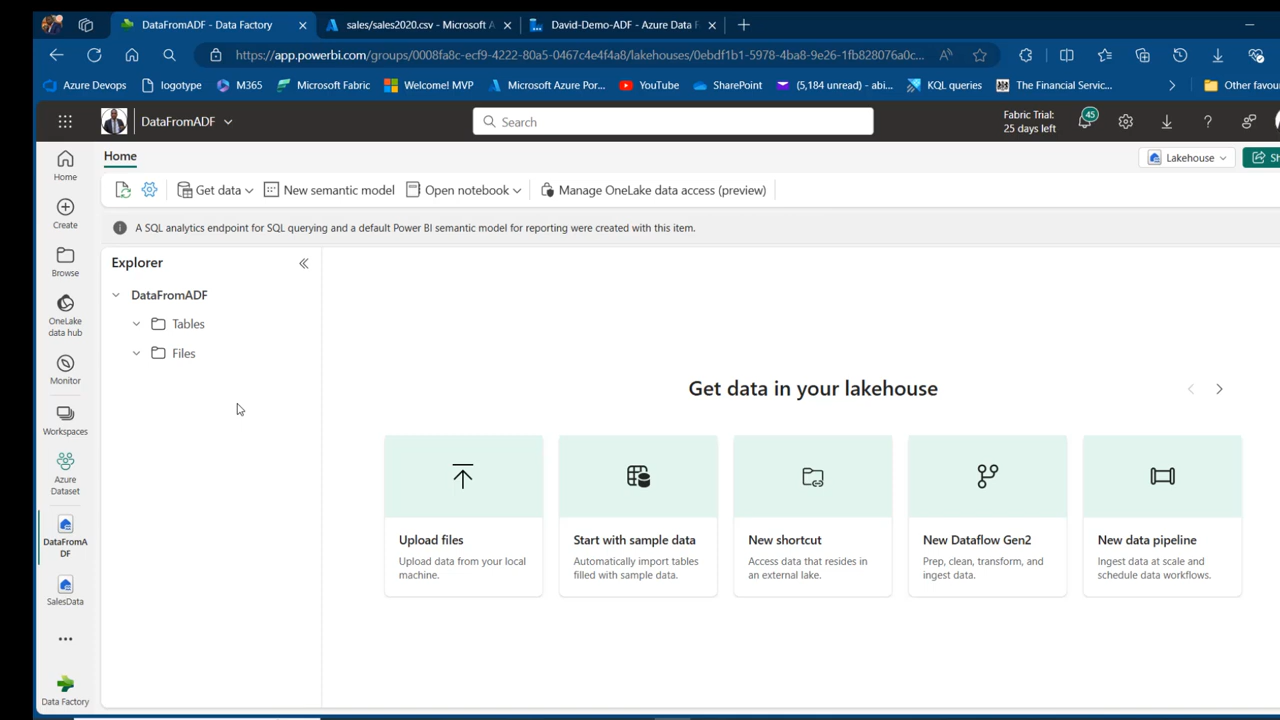 DataFromADF - Data Factory
sales/sales2020.csv - Microsoft A
David-Demo-ADF - Azure Data F
https://app.powerbi.com/groups/0008fa8c-ecf9-4222-80a5-0467c4e4f4a8/lakehouses/0ebdf1b1-5978-4ba8-9e26-1fb828076a0c...
Azure Devops
logotype
M365
Microsoft Fabric
Welcome! MVP
Microsoft Azure Por...
YouTube
SharePoint
(5,184 unread) - abi...
KQL queries
The Financial Servic...
Other favou
DataFromADF
Search
Fabric Trial:
25 days left
45
Home
Lakehouse
Sh
Get data
New semantic model
Open notebook
Manage OneLake data access (preview)
A SQL analytics endpoint for SQL querying and a default Power BI semantic model for reporting were created with this item.
Home
Create
Browse
OneLake
data hub
Monitor
Workspaces
Azure
Dataset
DataFromA
DF
SalesData
Data Factory
Explorer
DataFromADF
Tables
Files
Get data in your lakehouse
Upload files
Upload data from your local
machine.
Start with sample data
Automatically import tables
filled with sample data.
New shortcut
Access data that resides in
an external lake.
New Dataflow Gen2
Prep, clean, transform, and
ingest data.
New data pipeline
Ingest data at scale and
schedule data workflows.